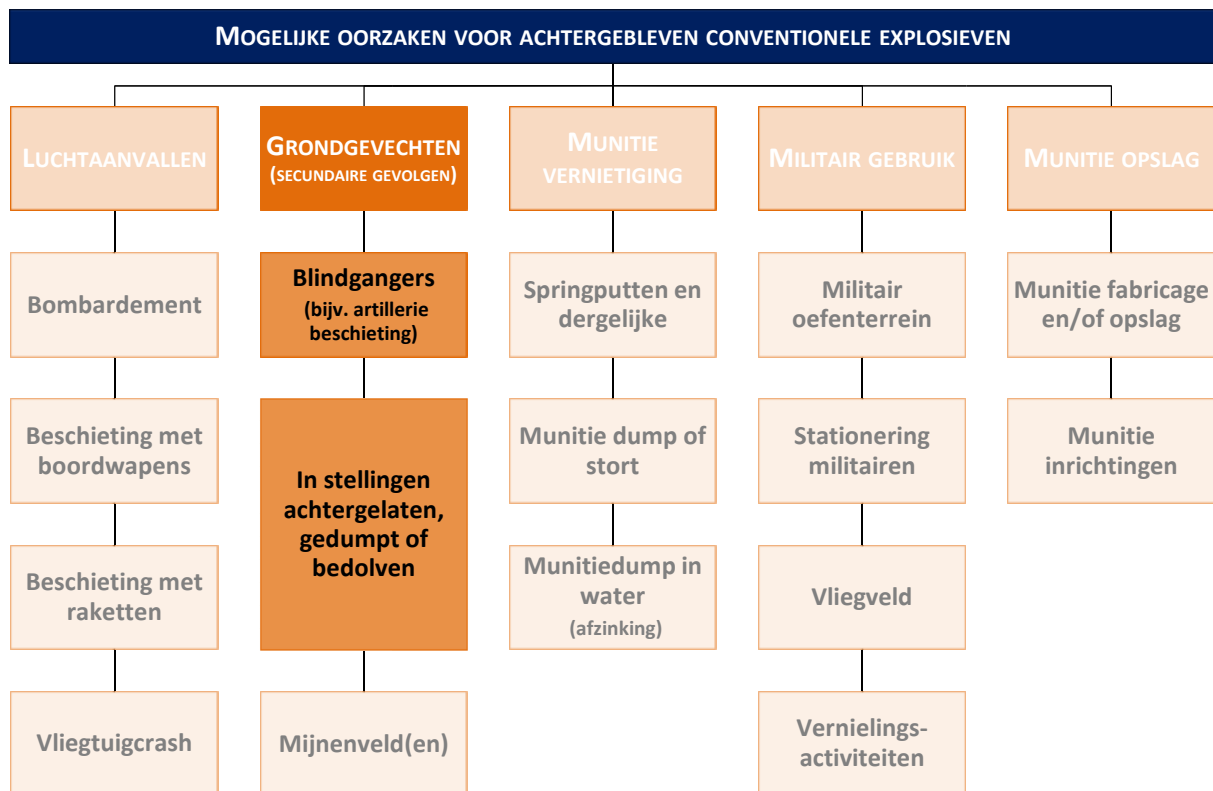 MOGELIJKE OORZAKEN VOOR ACHTERGEBLEVEN CONVENTIONELE EXPLOSIEVEN
LUCHTAANVALLEN
Bombardement
Beschieting met
boordwapens
Beschieting met
raketten
Vliegtuigcrash
GRONDGEVECHTEN
(SECUNDAIRE GEVOLGEN)
Blindgangers
(bijv. artillerie
beschieting)
In stellingen
achtergelaten,
gedumpt of
bedolven
Mijnenveld(en)
MUNITIE
VERNIETIGING
Springputten en
dergelijke
Munitie dump of
stort
Munitiedump in
water
(afzinking)
MILITAIR GEBRUIK
Militair
oefenterrein
Stationering
militairen
Vliegveld
Vernielings-
activiteiten
MUNITIE OPSLAG
Munitie fabricage
en/of opslag
Munitie
inrichtingen